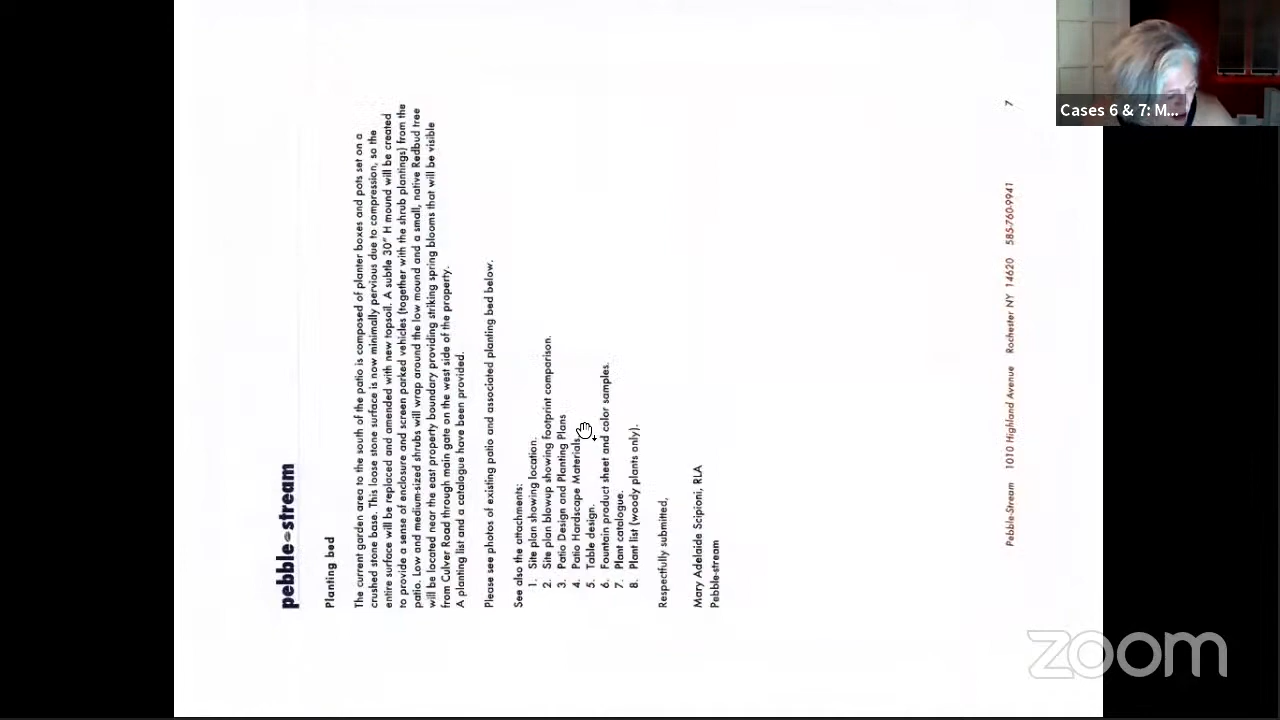 pebble-stream
Planting bed
The current garden area to the south of the patio is composed of planter boxes and pots set on a
crushed stone base. This loose stone surface is now minimally pervious due to compression, so the
entire surface will be replaced and amended with new topsoil. A subtle 30" H mound will be created
to provide a sense of enclosure and screen parked vehicles (together with the shrub plantings) from the
patio. Low and medium-sized shrubs will wrap around the low mound and a small, native Redbud tree
will be located near the east property boundary providing striking spring blooms that will be visible
from Culver Road through main gate on the west side of the property.
A planting list and a catalogue have been provided.
Please see photos of existing patio and associated planting bed below.
See also the attachments:
1. Site plan showing location.
2. Site plan blowup showing footprint comparison.
3. Patio Design and Planting Plans
4. Patio Hardscape Materials
5. Table design.
6. Fountain product sheet and color samples.
7. Plant catalogue.
8. Plant list (woody plants only).
Respectfully submitted,
Mary Adelaide Scipioni, RLA
Pebble-stream
Pebble-Stream 1010 Highland Avenue Rochester NY 14620 585-760-9941
7
Cases 6 & 7: M...
zoom